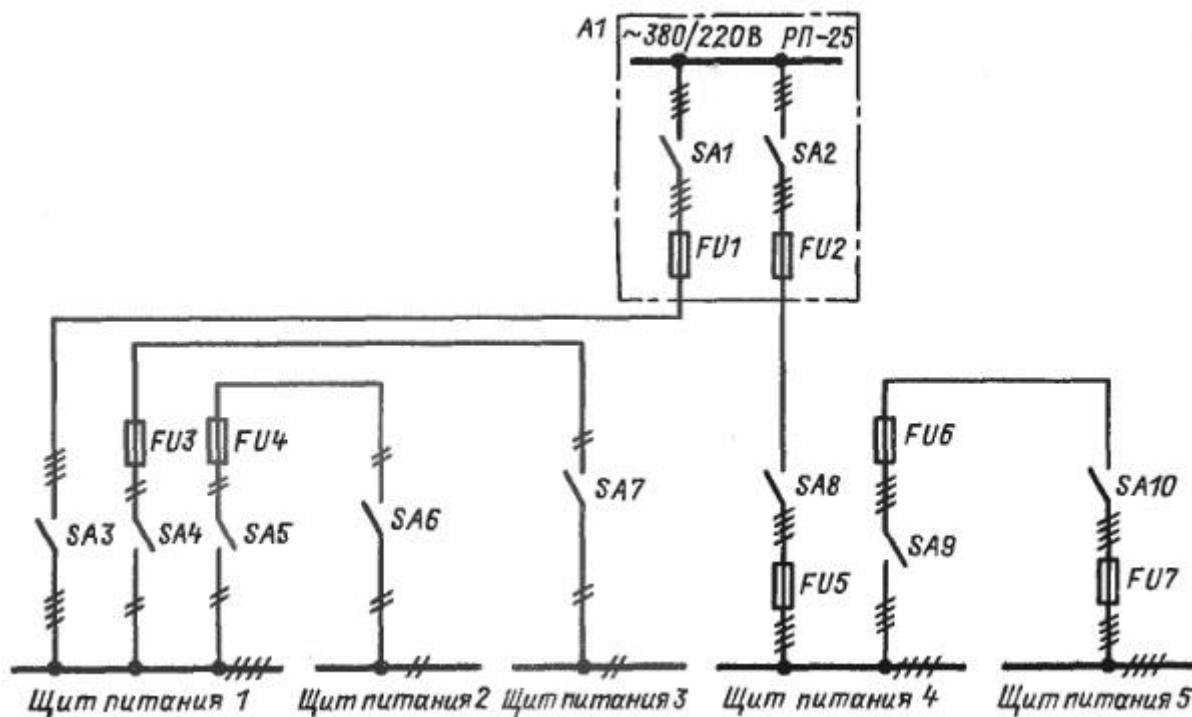 А1 ~380/220В РП-25
SA1 SA2
FU1 FU2
FU3 FU4 FU6
SA7 SA8 SA10
SA3 SA4 SA5 SA6 SA9
FU5 FU7
Щит питания 1 Щит питания 2 Щит питания 3 Щит питания 4 Щит питания 5